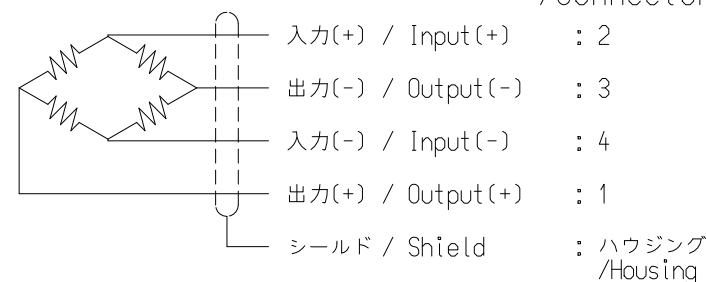 /Connector
入力(+) / Input(+) : 2
出力(-) / Output(-) : 3
入力(-) / Input(-) : 4
出力(+) / Output(+) : 1
シールド / Shield : ハウジング
/Housing